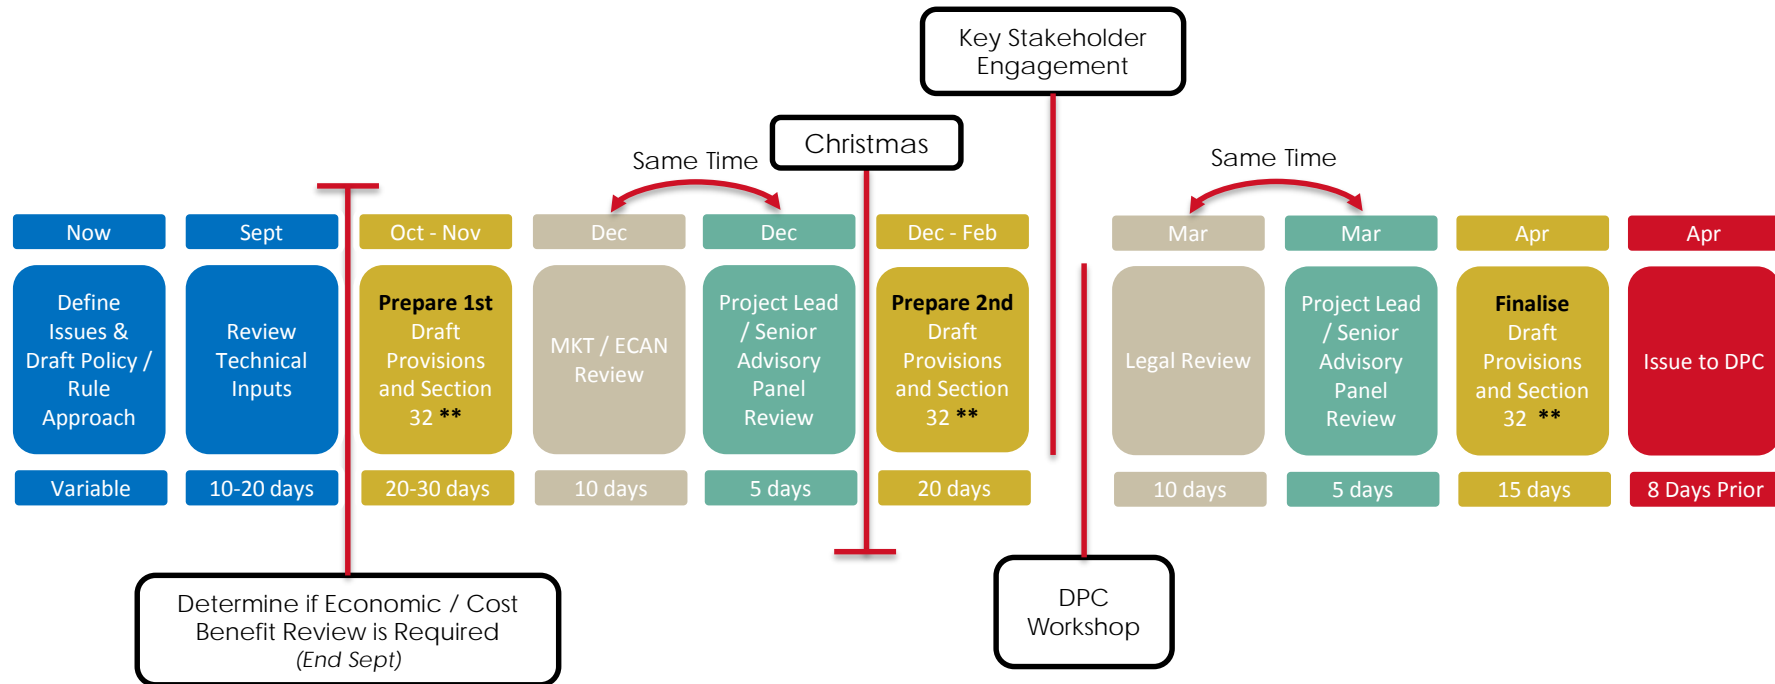 Key Stakeholder
Engagement
Christmas
Same Time
Same Time
Now
Sept
Oct - Nov
Dec
Dec
Dec - Feb
Mar
Mar
Apr
Apr
Define
Issues &
Draft Policy /
Rule
Approach
Review
Technical
Inputs
Prepare 1st
Draft
Provisions
and Section
32 **
MKT / ECAN
Review
Project Lead
/ Senior
Advisory
Panel
Review
Prepare 2nd
Draft
Provisions
and Section
32 **
Legal Review
Project Lead
/ Senior
Advisory
Panel
Review
Finalise
Draft
Provisions
and Section
32 **
Issue to DPC
Variable
10-20 days
20-30 days
10 days
5 days
20 days
10 days
5 days
15 days
8 Days Prior
Determine if Economic / Cost
Benefit Review is Required
(End Sept)
DPC
Workshop